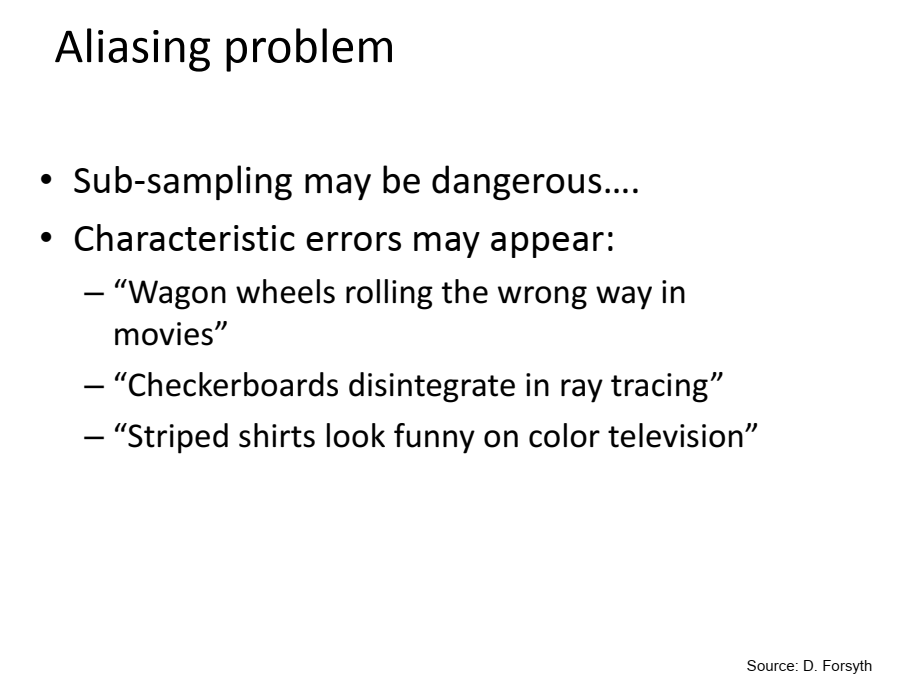 Aliasing problem
• Sub-sampling may be dangerous….
• Characteristic errors may appear:
– “Wagon wheels rolling the wrong way in
movies”
– “Checkerboards disintegrate in ray tracing”
– “Striped shirts look funny on color television”
Source: D. Forsyth